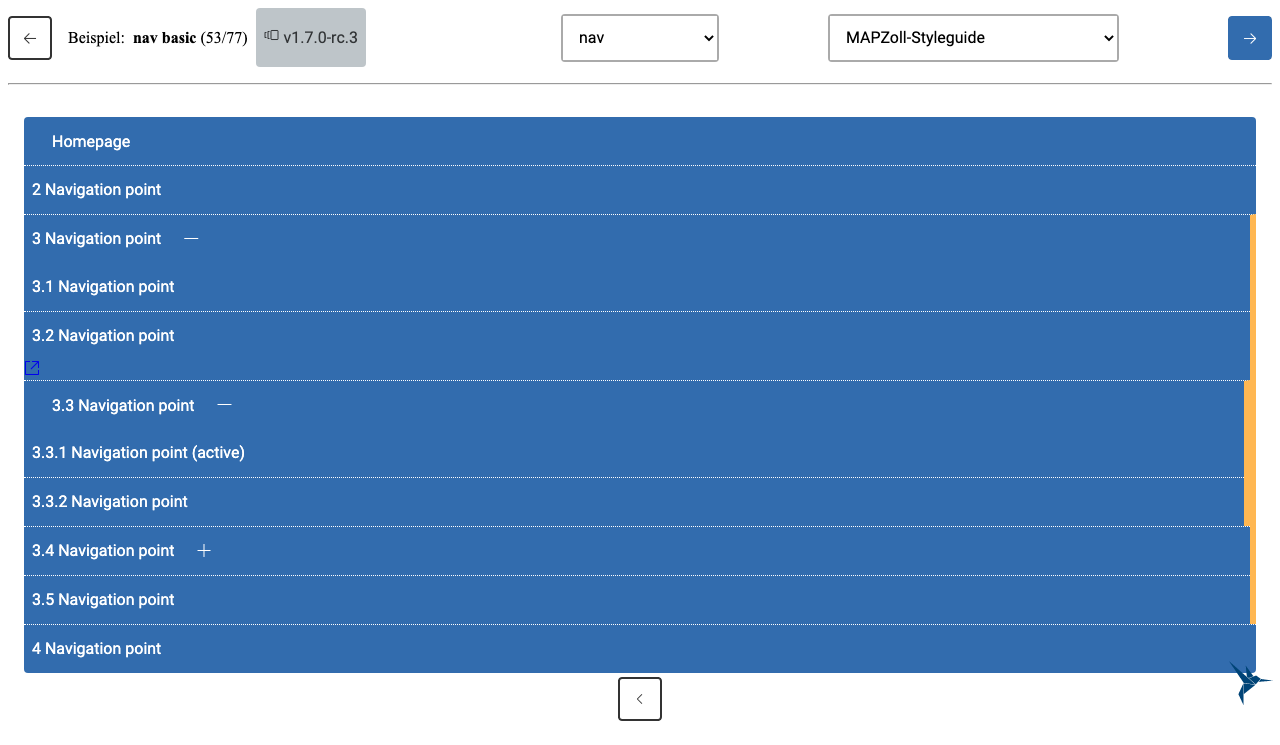 Beispiel: nav basic (53/77) v1.7.0-rc.3 nav MAPZoll-Styleguide
Homepage
2 Navigation point
3 Navigation point
3.1 Navigation point
3.2 Navigation point
3.3 Navigation point
3.3.1 Navigation point (active)
3.3.2 Navigation point
3.4 Navigation point
3.5 Navigation point
4 Navigation point